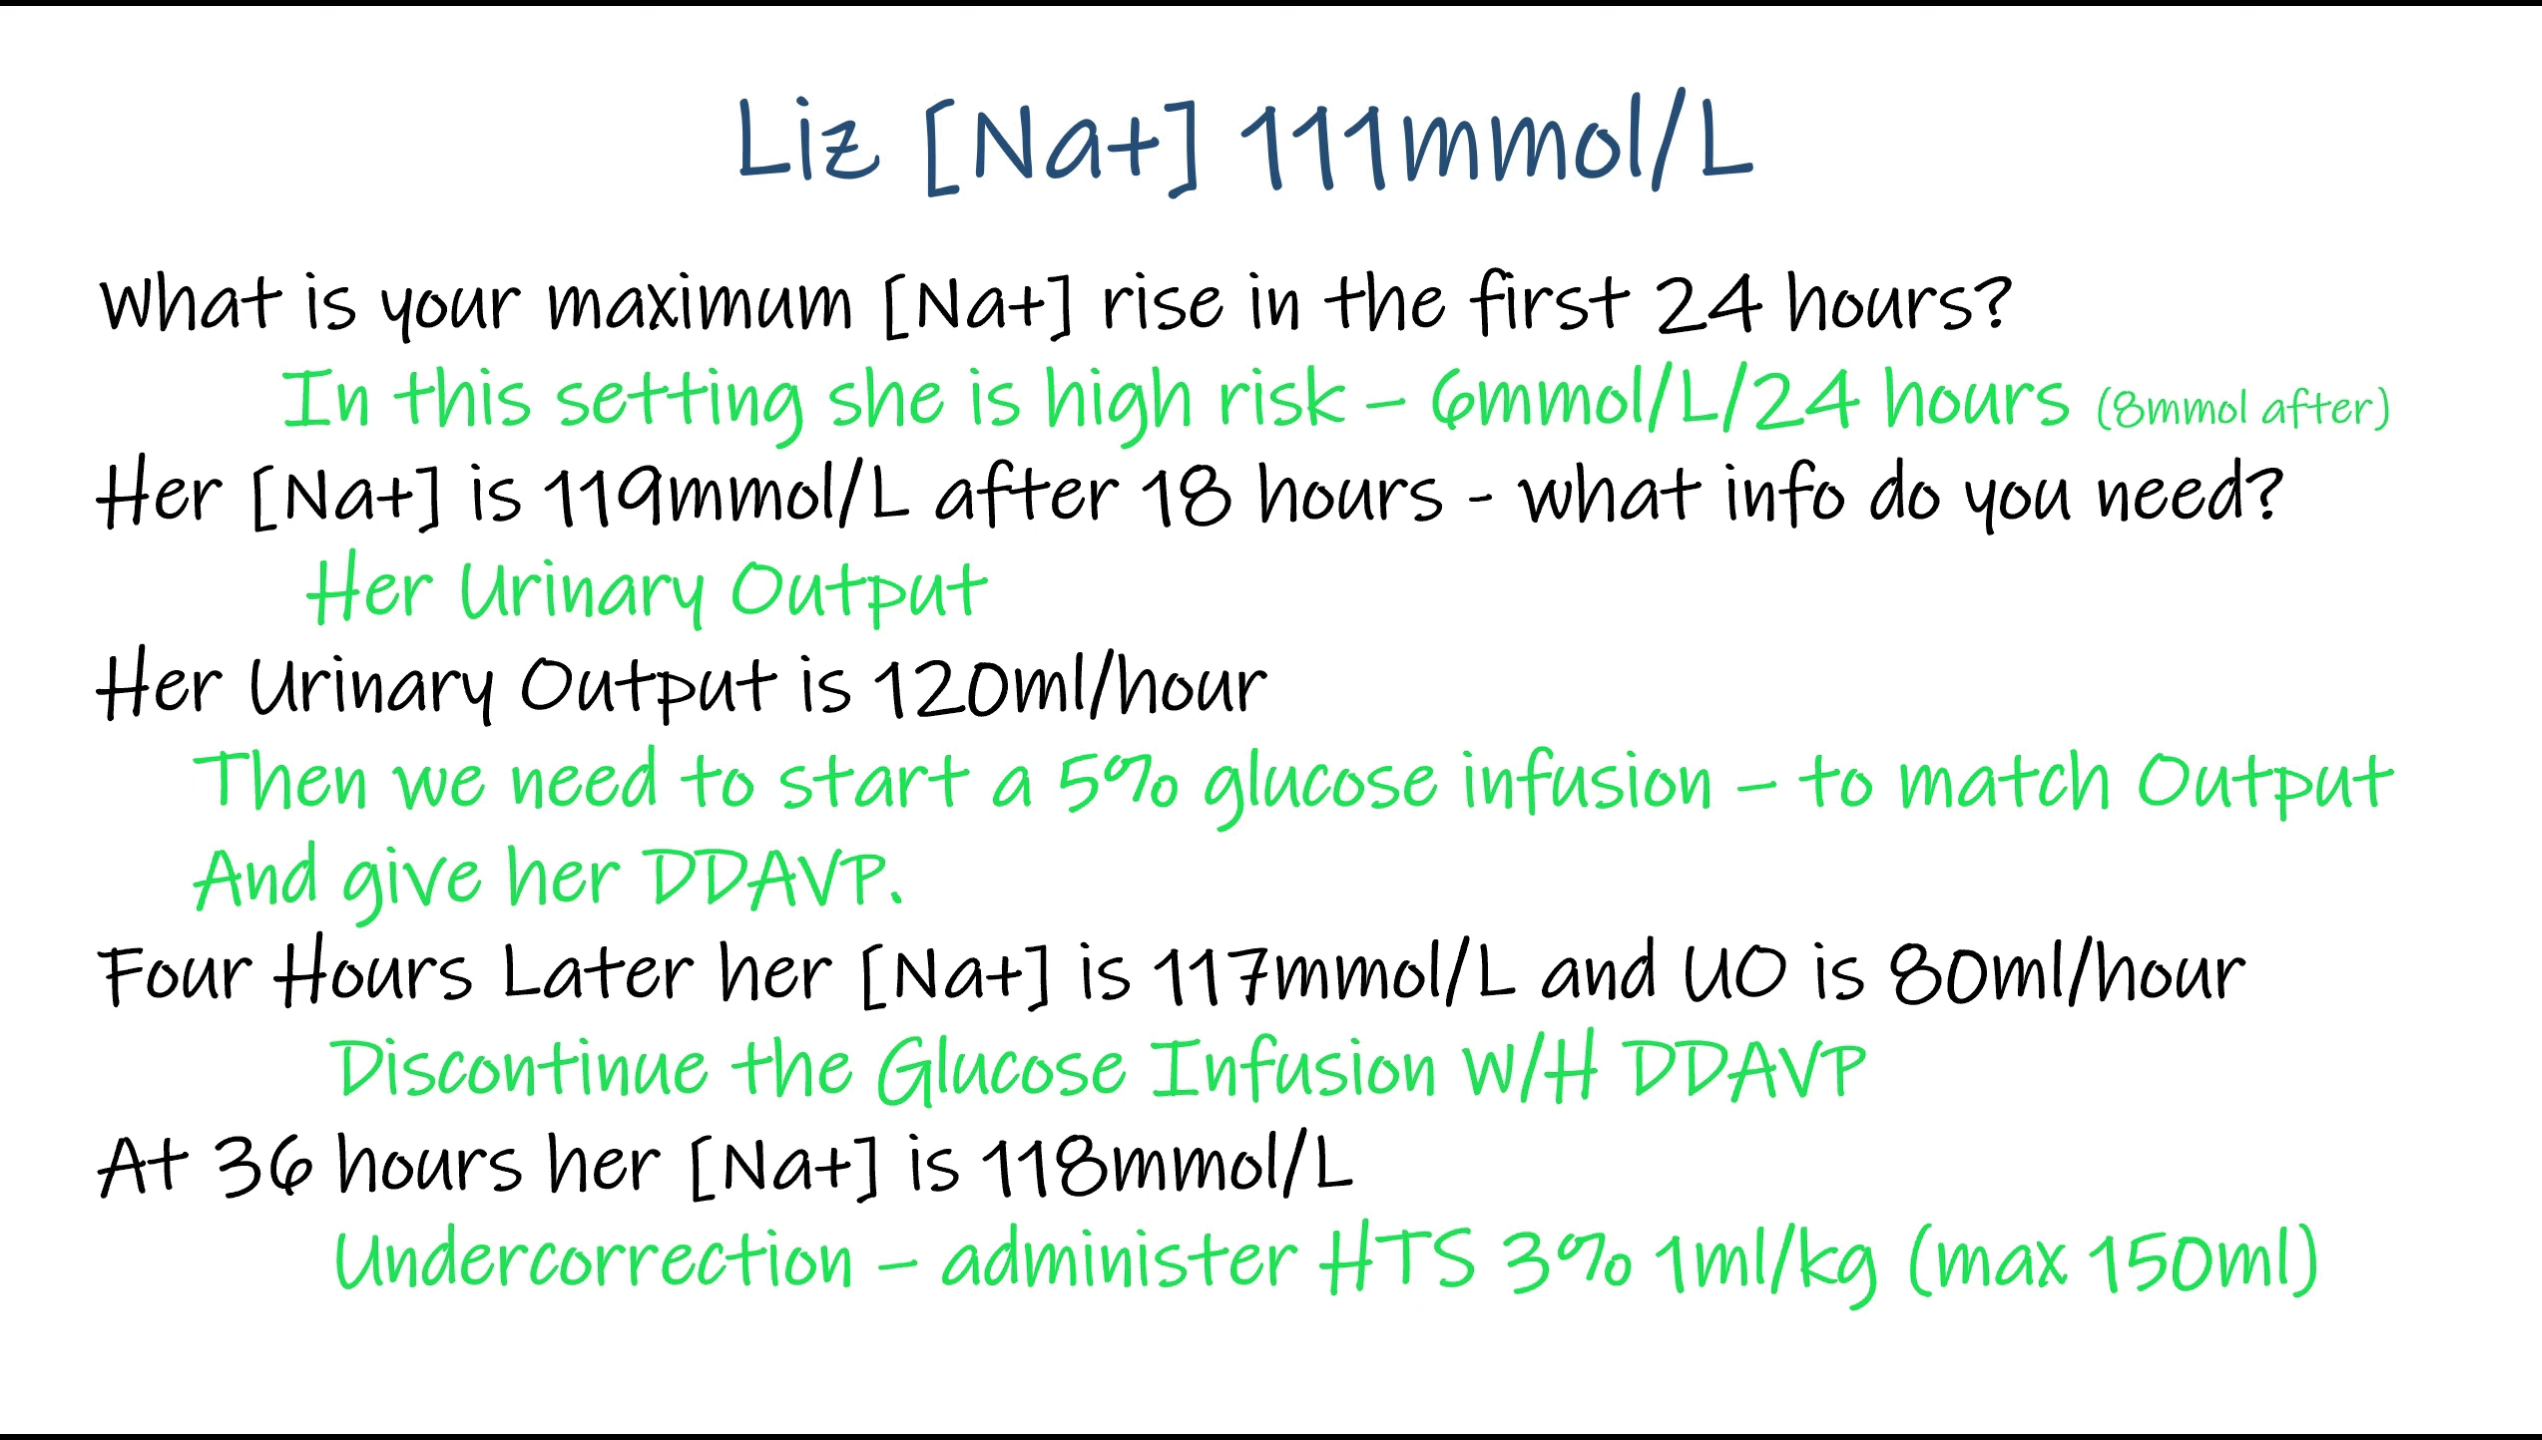 Liz [Na+] 111mmol/L
What is your maximum [Na+] rise in the first 24 hours?
In this setting she is high risk – 6mmol/L/24 hours (8mmol after)
Her [Na+] is 119mmol/L after 18 hours - what info do you need?
Her Urinary Output
Her Urinary Output is 120ml/hour
Then we need to start a 5% glucose infusion – to match Output
And give her DDAVP.
Four Hours Later her [Na+] is 117mmol/L and UO is 80ml/hour
Discontinue the Glucose Infusion W/H DDAVP
At 36 hours her [Na+] is 118mmol/L
Undercorrection – administer HTS 3% 1ml/kg (max 150ml)